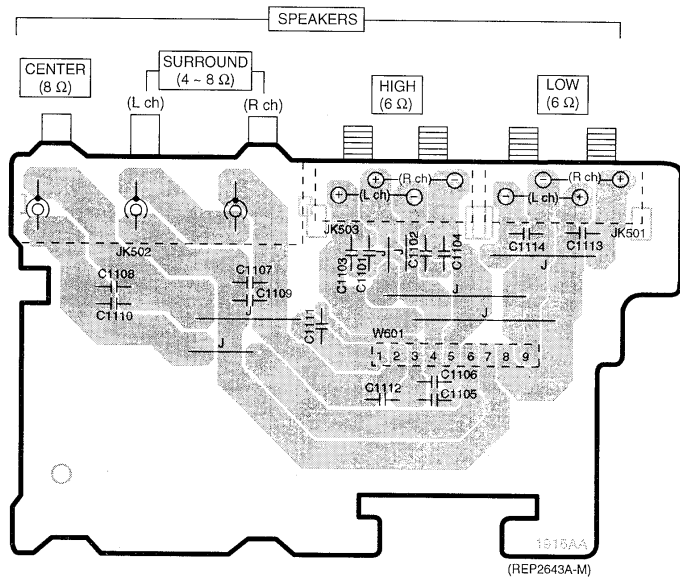 SPEAKERS
CENTER
(8 Ω)
SURROUND
(4 ~ 8 Ω)
(L ch)
(R ch)
HIGH
(6 Ω)
LOW
(6 Ω)
+ (R ch) −
+ (L ch) −
− (R ch) +
− (L ch) +
JK502
JK503
JK501
C1108
C1110
C1107
C1109
C1111
C1103
C1101
J
J
C1102
C1104
C1114
C1113
J
J
J
J
J
W601
1 2 3 4 5 6 7 8 9
C1106
C1105
C1112
1915AA
(REP2643A-M)